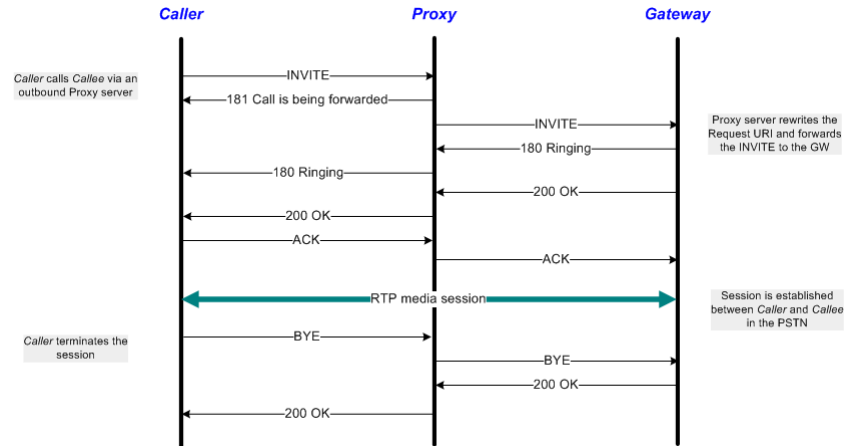 Caller
Proxy
Gateway
Caller calls Callee via an
outbound Proxy server
INVITE
181 Call is being forwarded
INVITE
Proxy server rewrites the
Request URI and forwards
the INVITE to the GW
180 Ringing
180 Ringing
200 OK
200 OK
ACK
ACK
RTP media session
Session is established
between Caller and Callee
in the PSTN
Caller terminates the
session
BYE
BYE
200 OK
200 OK